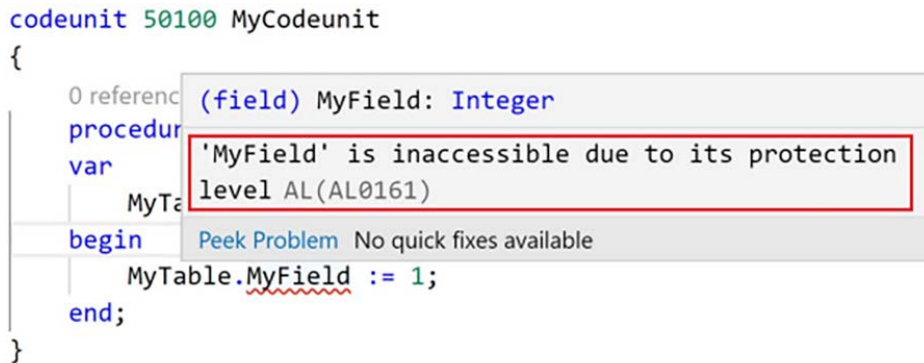 codeunit 50100 MyCodeunit
{
0 referenc
procedur
var
MyTa
begin
MyTable.MyField := 1;
end;
}
(field) MyField: Integer
'MyField' is inaccessible due to its protection
level AL(AL0161)
Peek Problem No quick fixes available